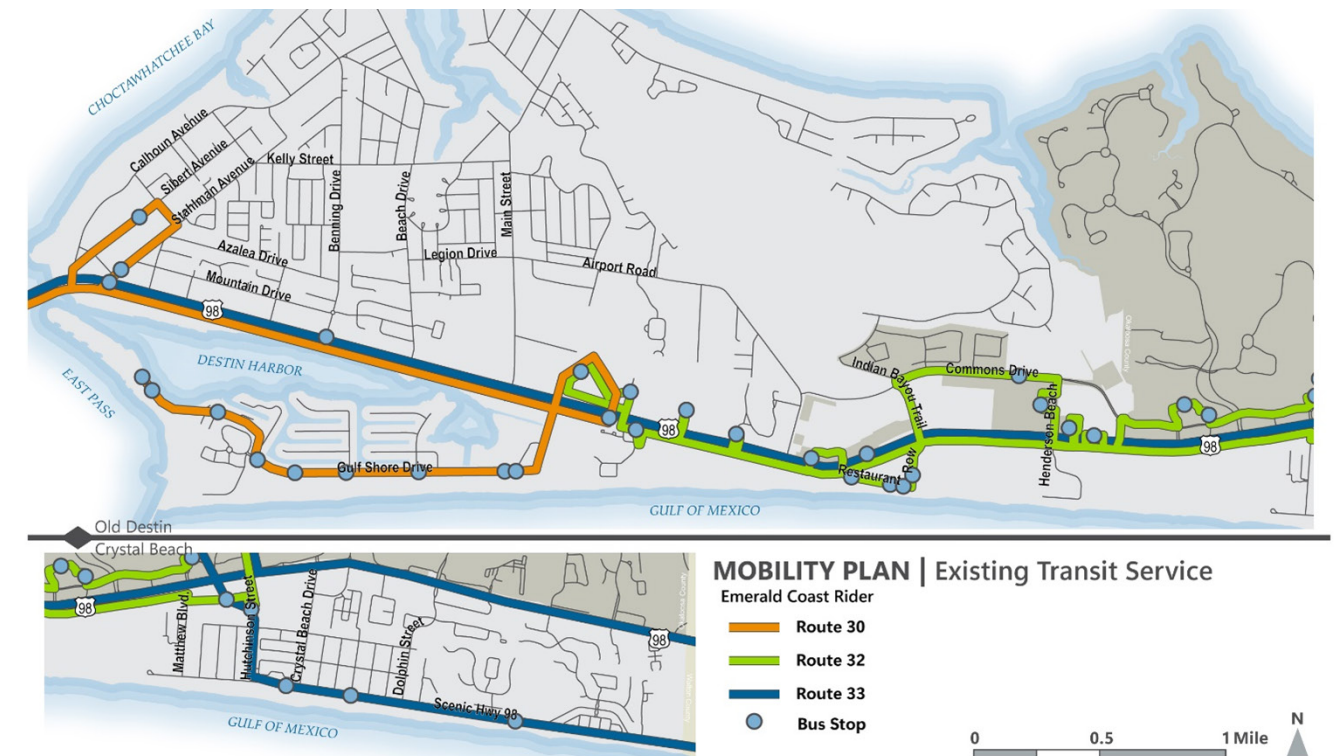 CHOCTAWHATCHEE BAY
Calhoun Avenue
Sibert Avenue
Stahlman Avenue
Kelly Street
Benning Drive
Beach Drive
Main Street
Azalea Drive
Legion Drive
Airport Road
Mountain Drive
98
DESTIN HARBOR
EAST PASS
Indian Bayou Trail
Commons Drive
Henderson Beach
98
98
Gulf Shore Drive
Restaurant Row
GULF OF MEXICO
Old Destin
Crystal Beach
98
Matthew Blvd.
Hutchinson Street
Crystal Beach Drive
Dolphin Street
98
Scenic Hwy 98
GULF OF MEXICO
MOBILITY PLAN | Existing Transit Service
Emerald Coast Rider
Route 30
Route 32
Route 33
Bus Stop
0 0.5 1 Mile
N